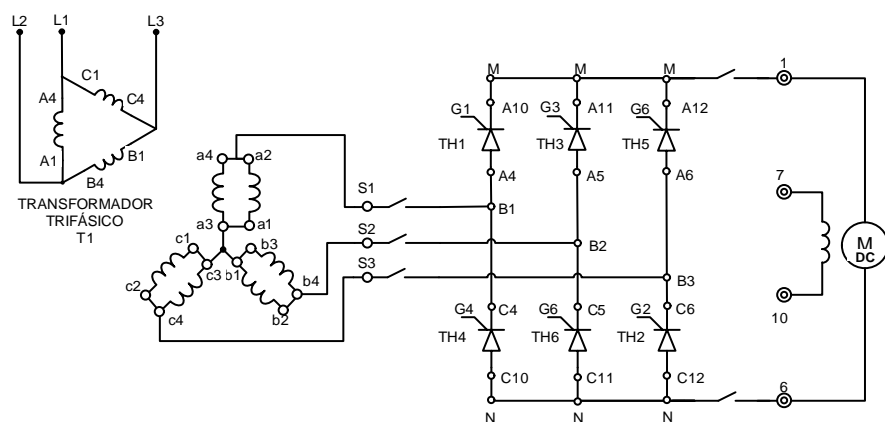 L2 L1 L3
C1
A4 C4
A1 B1
B4
TRANSFORMADOR
TRIFÁSICO
T1
a4 a2
a3 a1
c1 b3
c3 b1
c2 b4
c4 b2
S1
S2
S3
M M M
G1 A10 G3 A11 G6 A12
TH1 TH3 TH5
A4 A5 A6
B1
B2
B3
G4 C4 G6 C5 G2 C6
TH4 TH6 TH2
C10 C11 C12
N N N
1
7
M
DC
10
6